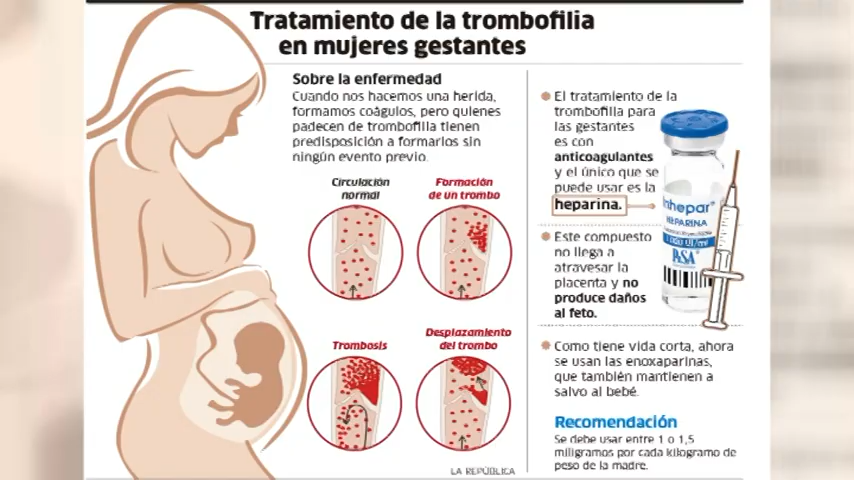 Tratamiento de la trombofilia
en mujeres gestantes
Sobre la enfermedad
Cuando nos hacemos una herida,
formamos coágulos, pero quienes
padecen de trombofilia tienen
predisposición a formarlos sin
ningún evento previo.
Circulación
normal
Formación
de un trombo
Trombosis
Desplazamiento
del trombo
LA REPÚBLICA
El tratamiento de la
trombofilia para
las gestantes
es con
anticoagulantes
y el único que se
puede usar es la
heparina.
Inhepar®
HEPARINA
PiSA
Este compuesto
no llega a
atravesar la
placenta y no
produce daños
al feto.
Como tiene vida corta, ahora
se usan las enoxaparinas,
que también mantienen a
salvo al bebé.
Recomendación
Se debe usar entre 1 o 1,5
miligramos por cada kilogramo de
peso de la madre.